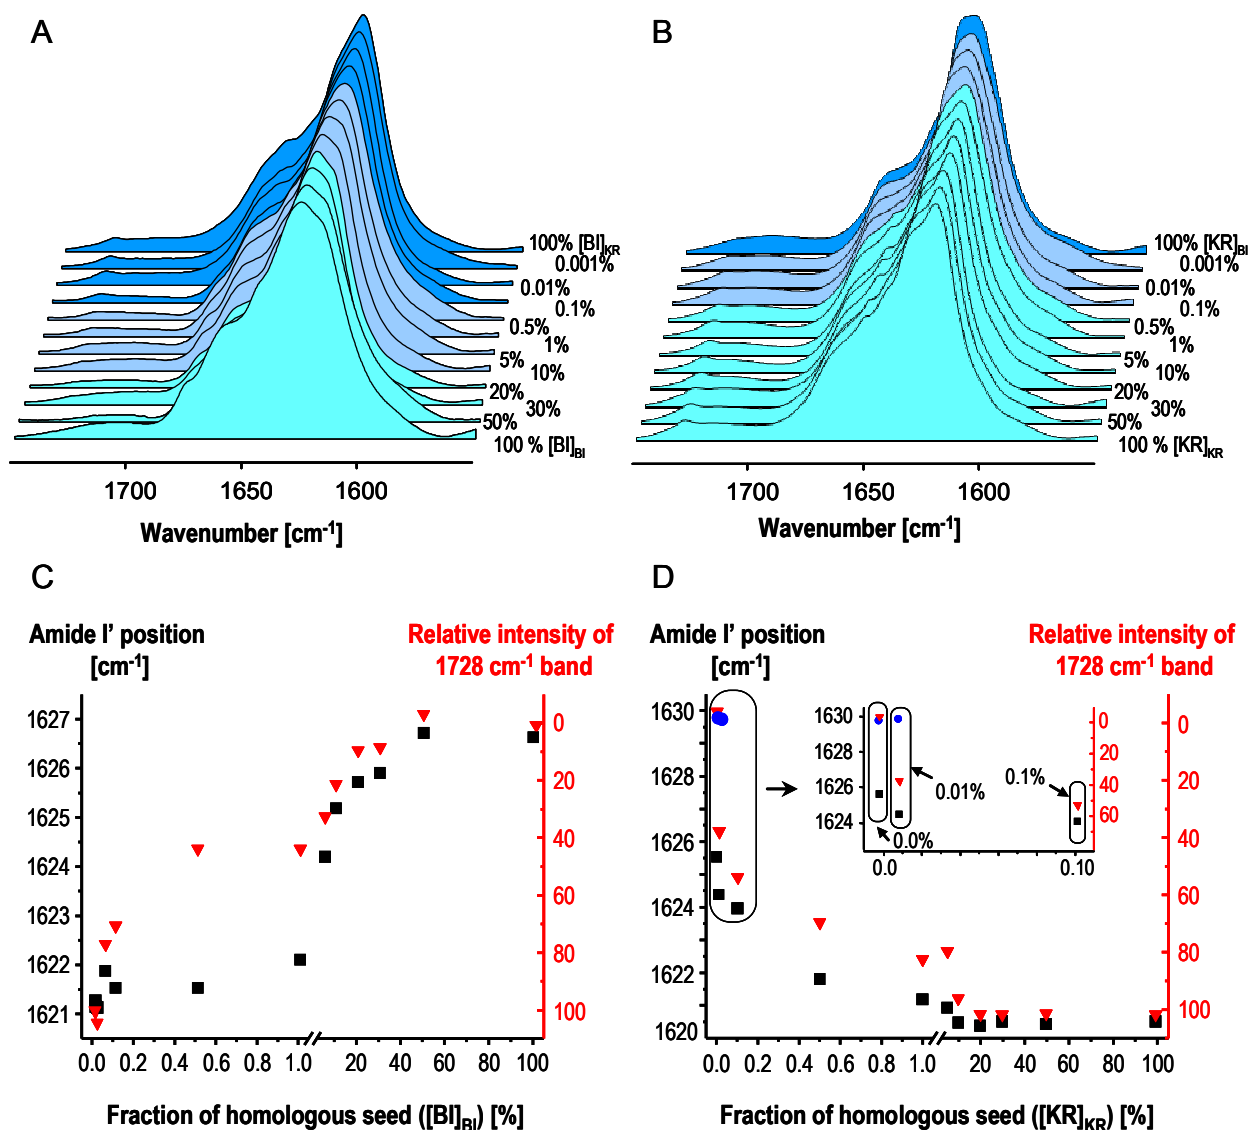 A
100% [BI]KR
0.001%
0.01%
0.1%
0.5%
1%
5%
10%
20%
30%
50%
100 % [BI]BI
1700
1650
1600
Wavenumber [cm-1]
B
100% [KR]BI
0.001%
0.01%
0.1%
0.5%
1%
5%
10%
20%
30%
50%
100 % [KR]KR
1700
1650
1600
Wavenumber [cm-1]
C
Amide I’ position
[cm-1]
Relative intensity of
1728 cm-1 band
1627
1626
1625
1624
1623
1622
1621
0
20
40
60
80
100
0.0 0.2 0.4 0.6 0.8 1.0 20 40 60 80 100
Fraction of homologous seed ([BI]BI) [%]
D
Amide I’ position
[cm-1]
Relative intensity of
1728 cm-1 band
1630
1628
1626
1624
1622
1620
0
20
40
60
80
100
1630
1628
1626
1624
0
20
40
60
0.01%
0.1%
0.0%
0.0
0.10
0.0 0.2 0.4 0.6 0.8 1.0 20 40 60 80 100
Fraction of homologous seed ([KR]KR) [%]